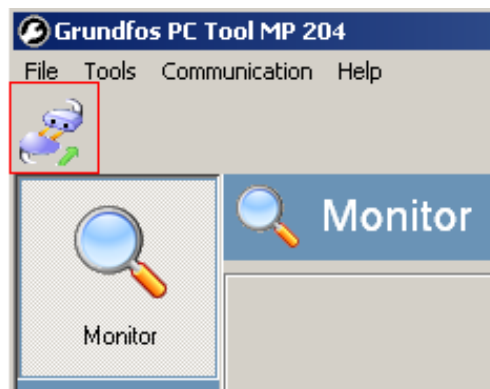 Grundfos PC Tool MP 204
File Tools Communication Help
Monitor
Monitor